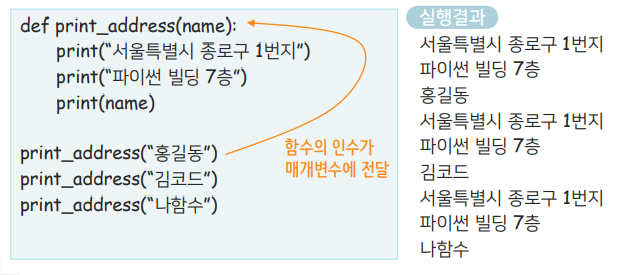 def print_address(name):
print(“서울특별시 종로구 1번지”)
print(“파이썬 빌딩 7층”)
print(name)
print_address(“홍길동”)
print_address(“김코드”)
print_address(“나함수”)
함수의 인수가
매개변수에 전달
실행결과
서울특별시 종로구 1번지
파이썬 빌딩 7층
홍길동
서울특별시 종로구 1번지
파이썬 빌딩 7층
김코드
서울특별시 종로구 1번지
파이썬 빌딩 7층
나함수